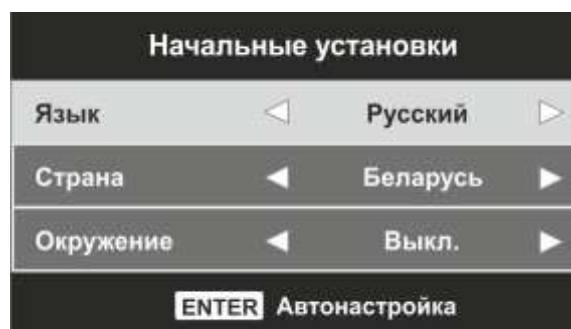 Начальные установки
Язык Русский
Страна Беларусь
Окружение Выкл.
ENTER Автонастройка